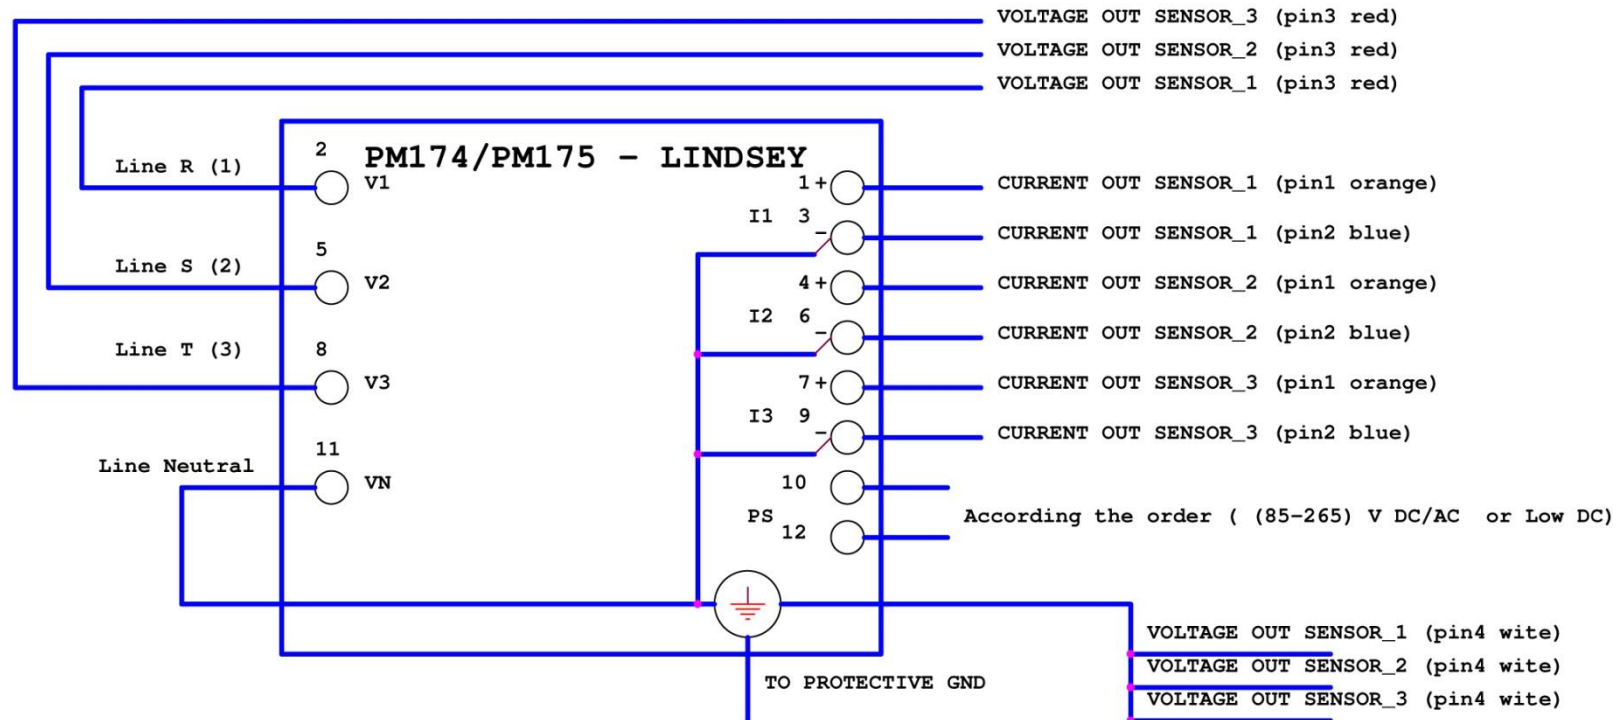 VOLTAGE OUT SENSOR_3 (pin3 red)
VOLTAGE OUT SENSOR_2 (pin3 red)
VOLTAGE OUT SENSOR_1 (pin3 red)
PM174/PM175 - LINDSEY
Line R (1)
2
V1
Line S (2)
5
V2
Line T (3)
8
V3
Line Neutral
11
VN
1 +
CURRENT OUT SENSOR_1 (pin1 orange)
I1 3 -
CURRENT OUT SENSOR_1 (pin2 blue)
4 +
CURRENT OUT SENSOR_2 (pin1 orange)
I2 6 -
CURRENT OUT SENSOR_2 (pin2 blue)
7 +
CURRENT OUT SENSOR_3 (pin1 orange)
I3 9 -
CURRENT OUT SENSOR_3 (pin2 blue)
10
PS
12
According the order ( (85-265) V DC/AC or Low DC)
VOLTAGE OUT SENSOR_1 (pin4 wite)
VOLTAGE OUT SENSOR_2 (pin4 wite)
VOLTAGE OUT SENSOR_3 (pin4 wite)
TO PROTECTIVE GND